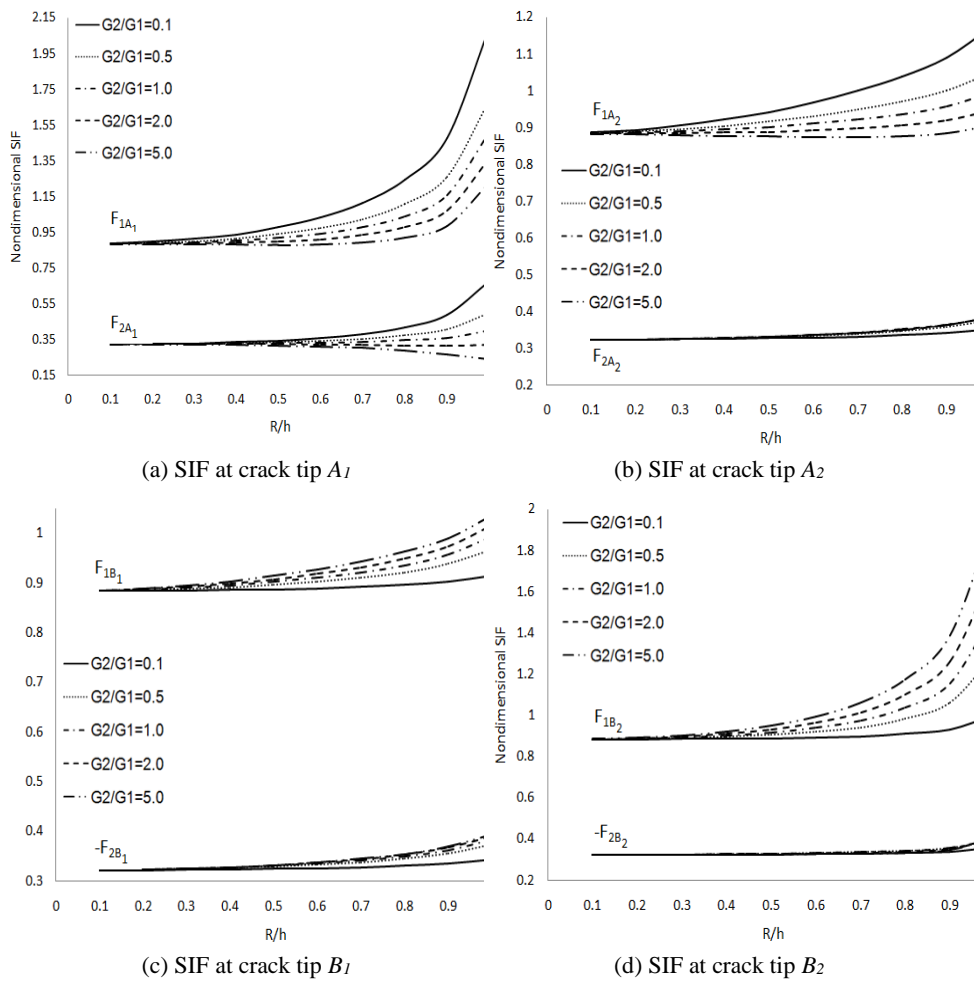 2.15
1.95
1.75
1.55
1.35
1.15
0.95
0.75
0.55
0.35
0.15
Nondimensional SIF
G2/G1=0.1
G2/G1=0.5
G2/G1=1.0
G2/G1=2.0
G2/G1=5.0
F1A1
F2A1
0 0.1 0.2 0.3 0.4 0.5 0.6 0.7 0.8 0.9
R/h
(a) SIF at crack tip A1
1.2
1.1
1
0.9
0.8
0.7
0.6
0.5
0.4
0.3
0.2
Nondimensional SIF
F1A2
G2/G1=0.1
G2/G1=0.5
G2/G1=1.0
G2/G1=2.0
G2/G1=5.0
F2A2
0 0.1 0.2 0.3 0.4 0.5 0.6 0.7 0.8 0.9
R/h
(b) SIF at crack tip A2
1
0.9
0.8
0.7
0.6
0.5
0.4
0.3
F1B1
G2/G1=0.1
G2/G1=0.5
G2/G1=1.0
G2/G1=2.0
G2/G1=5.0
-F2B1
0 0.1 0.2 0.3 0.4 0.5 0.6 0.7 0.8 0.9
R/h
(c) SIF at crack tip B1
2
1.8
1.6
1.4
1.2
1
0.8
0.6
0.4
0.2
Nondimensional SIF
G2/G1=0.1
G2/G1=0.5
G2/G1=1.0
G2/G1=2.0
G2/G1=5.0
F1B2
-F2B2
0 0.1 0.2 0.3 0.4 0.5 0.6 0.7 0.8 0.9
R/h
(d) SIF at crack tip B2